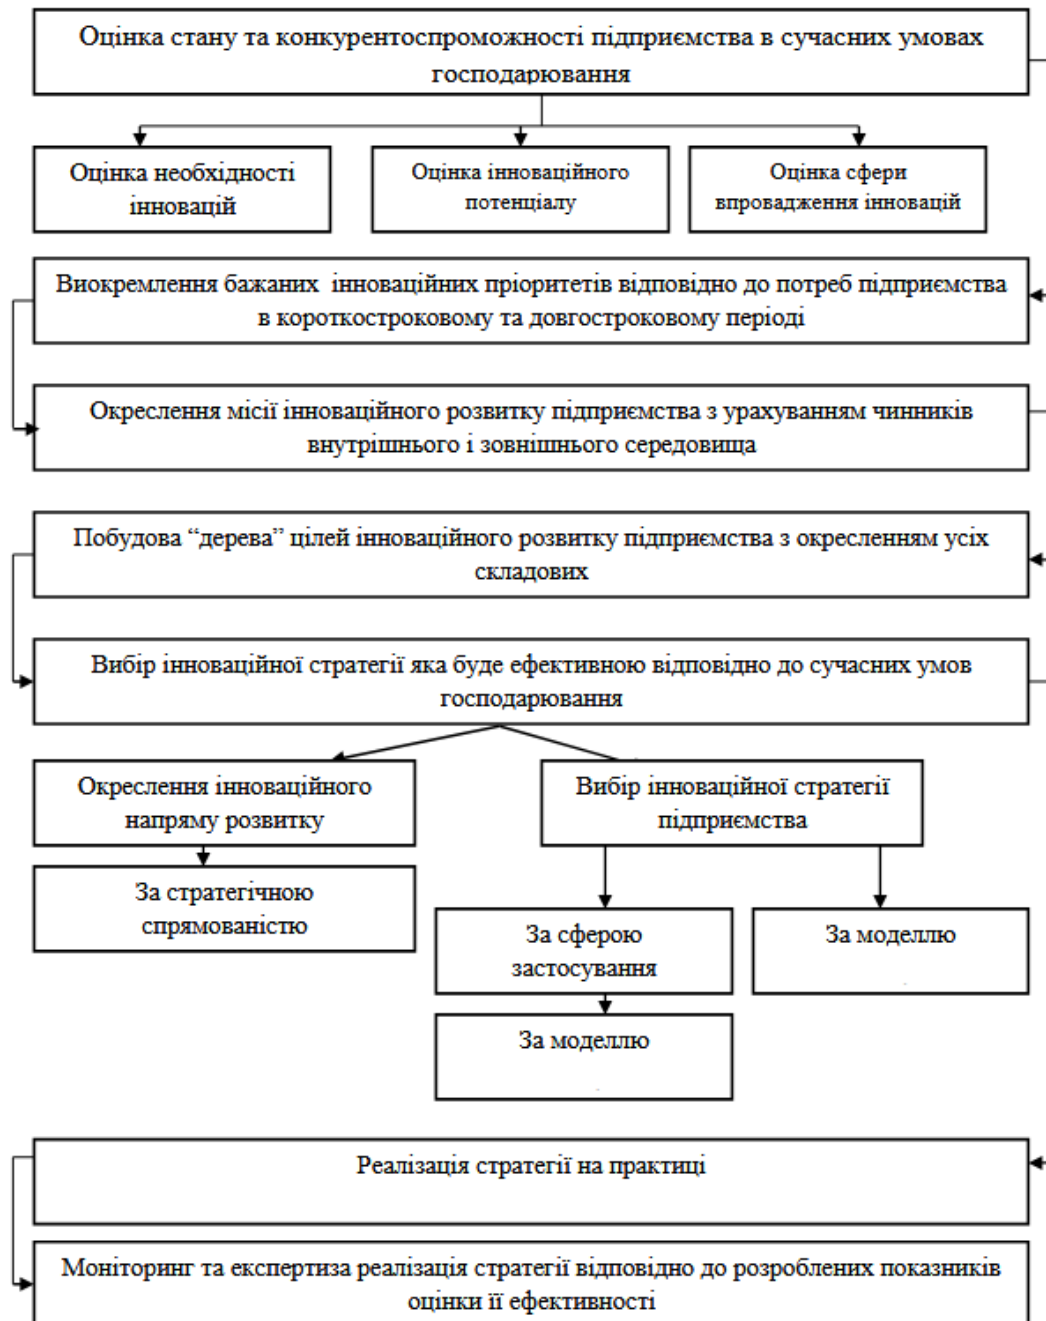 Оцінка стану та конкурентоспроможності підприємства в сучасних умовах
господарювання
Оцінка необхідності
інновацій
Оцінка інноваційного
потенціалу
Оцінка сфери
впровадження інновацій
Виокремлення бажаних інноваційних пріоритетів відповідно до потреб підприємства
в короткостроковому та довгостроковому періоді
Окреслення місії інноваційного розвитку підприємства з урахуванням чинників
внутрішнього і зовнішнього середовища
Побудова “дерева” цілей інноваційного розвитку підприємства з окресленням усіх
складових
Вибір інноваційної стратегії яка буде ефективною відповідно до сучасних умов
господарювання
Окреслення інноваційного
напряму розвитку
Вибір інноваційної стратегії
підприємства
За стратегічною
спрямованістю
За сферою
застосування
За моделлю
За моделлю
Реалізація стратегії на практиці
Моніторинг та експертиза реалізація стратегії відповідно до розроблених показників
оцінки її ефективності